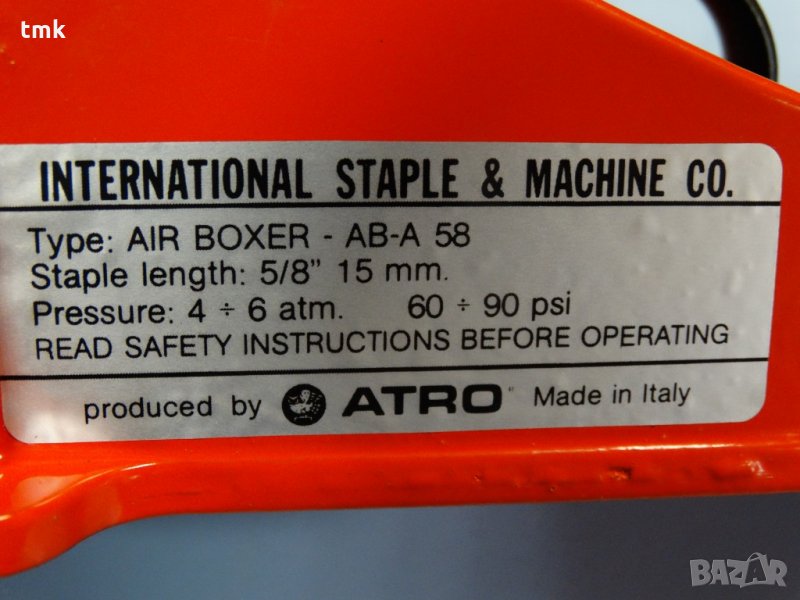 tmk
INTERNATIONAL STAPLE & MACHINE CO.
Type: AIR BOXER - AB-A 58
Staple length: 5/8" 15 mm.
Pressure: 4 ÷ 6 atm. 60 ÷ 90 psi
READ SAFETY INSTRUCTIONS BEFORE OPERATING
produced by ATRO Made in Italy
BAZAR